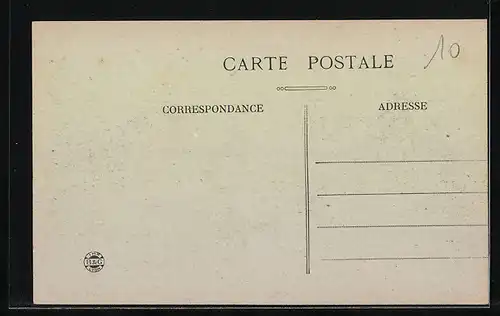 CARTE POSTALE
10
CORRESPONDANCE
ADRESSE
B&G